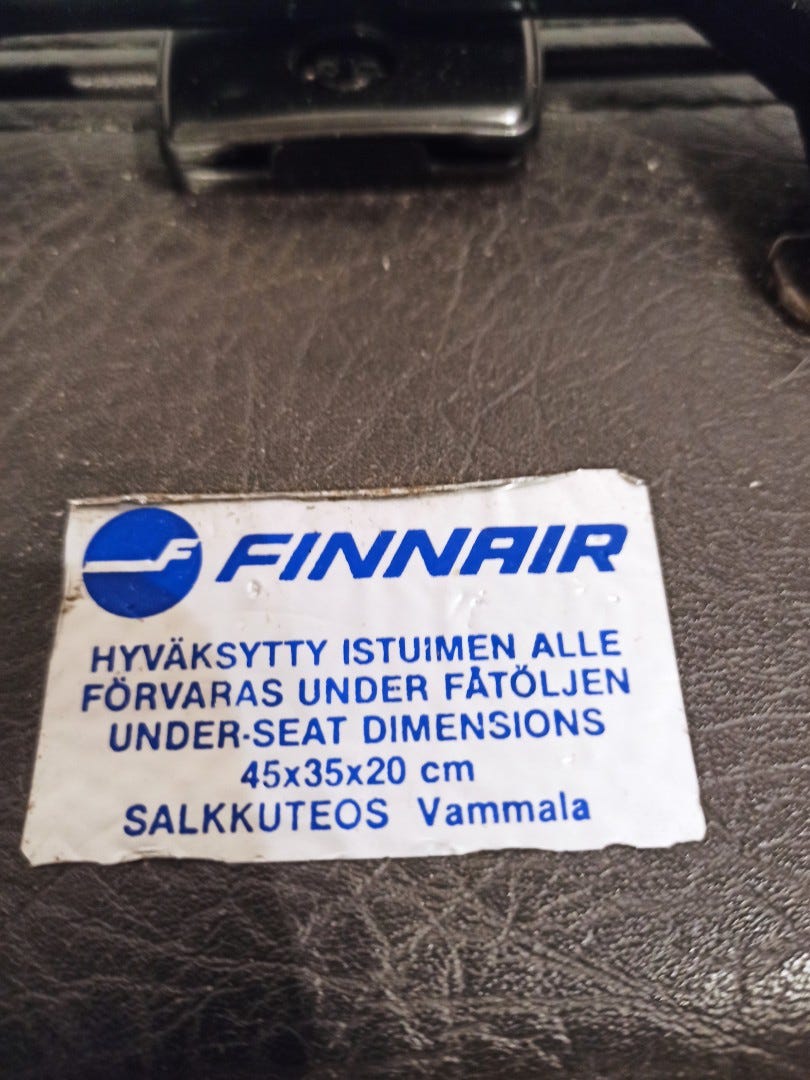 F FINNAIR
HYVÄKSYTTY ISTUIMEN ALLE
FÖRVARAS UNDER FÅTÖLJEN
UNDER-SEAT DIMENSIONS
45x35x20 cm
SALKKUTEOS Vammala